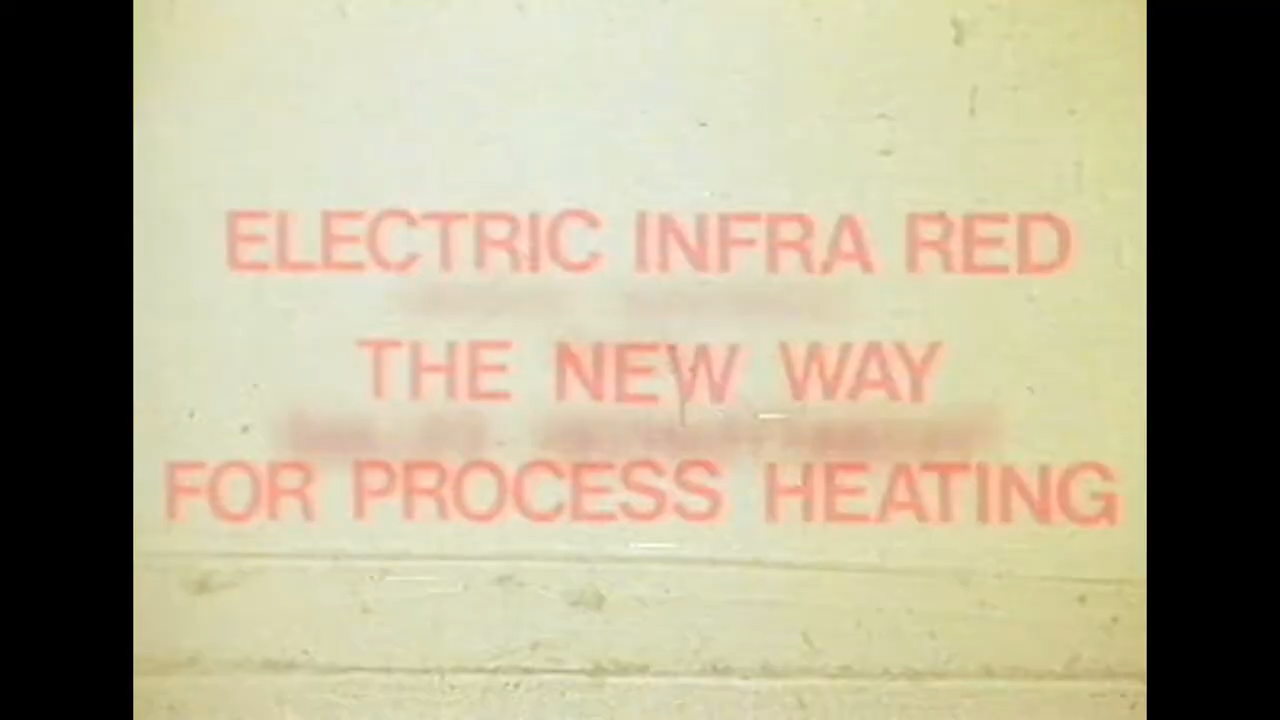 ELECTRIC INFRA RED
THE NEW WAY
FOR PROCESS HEATING